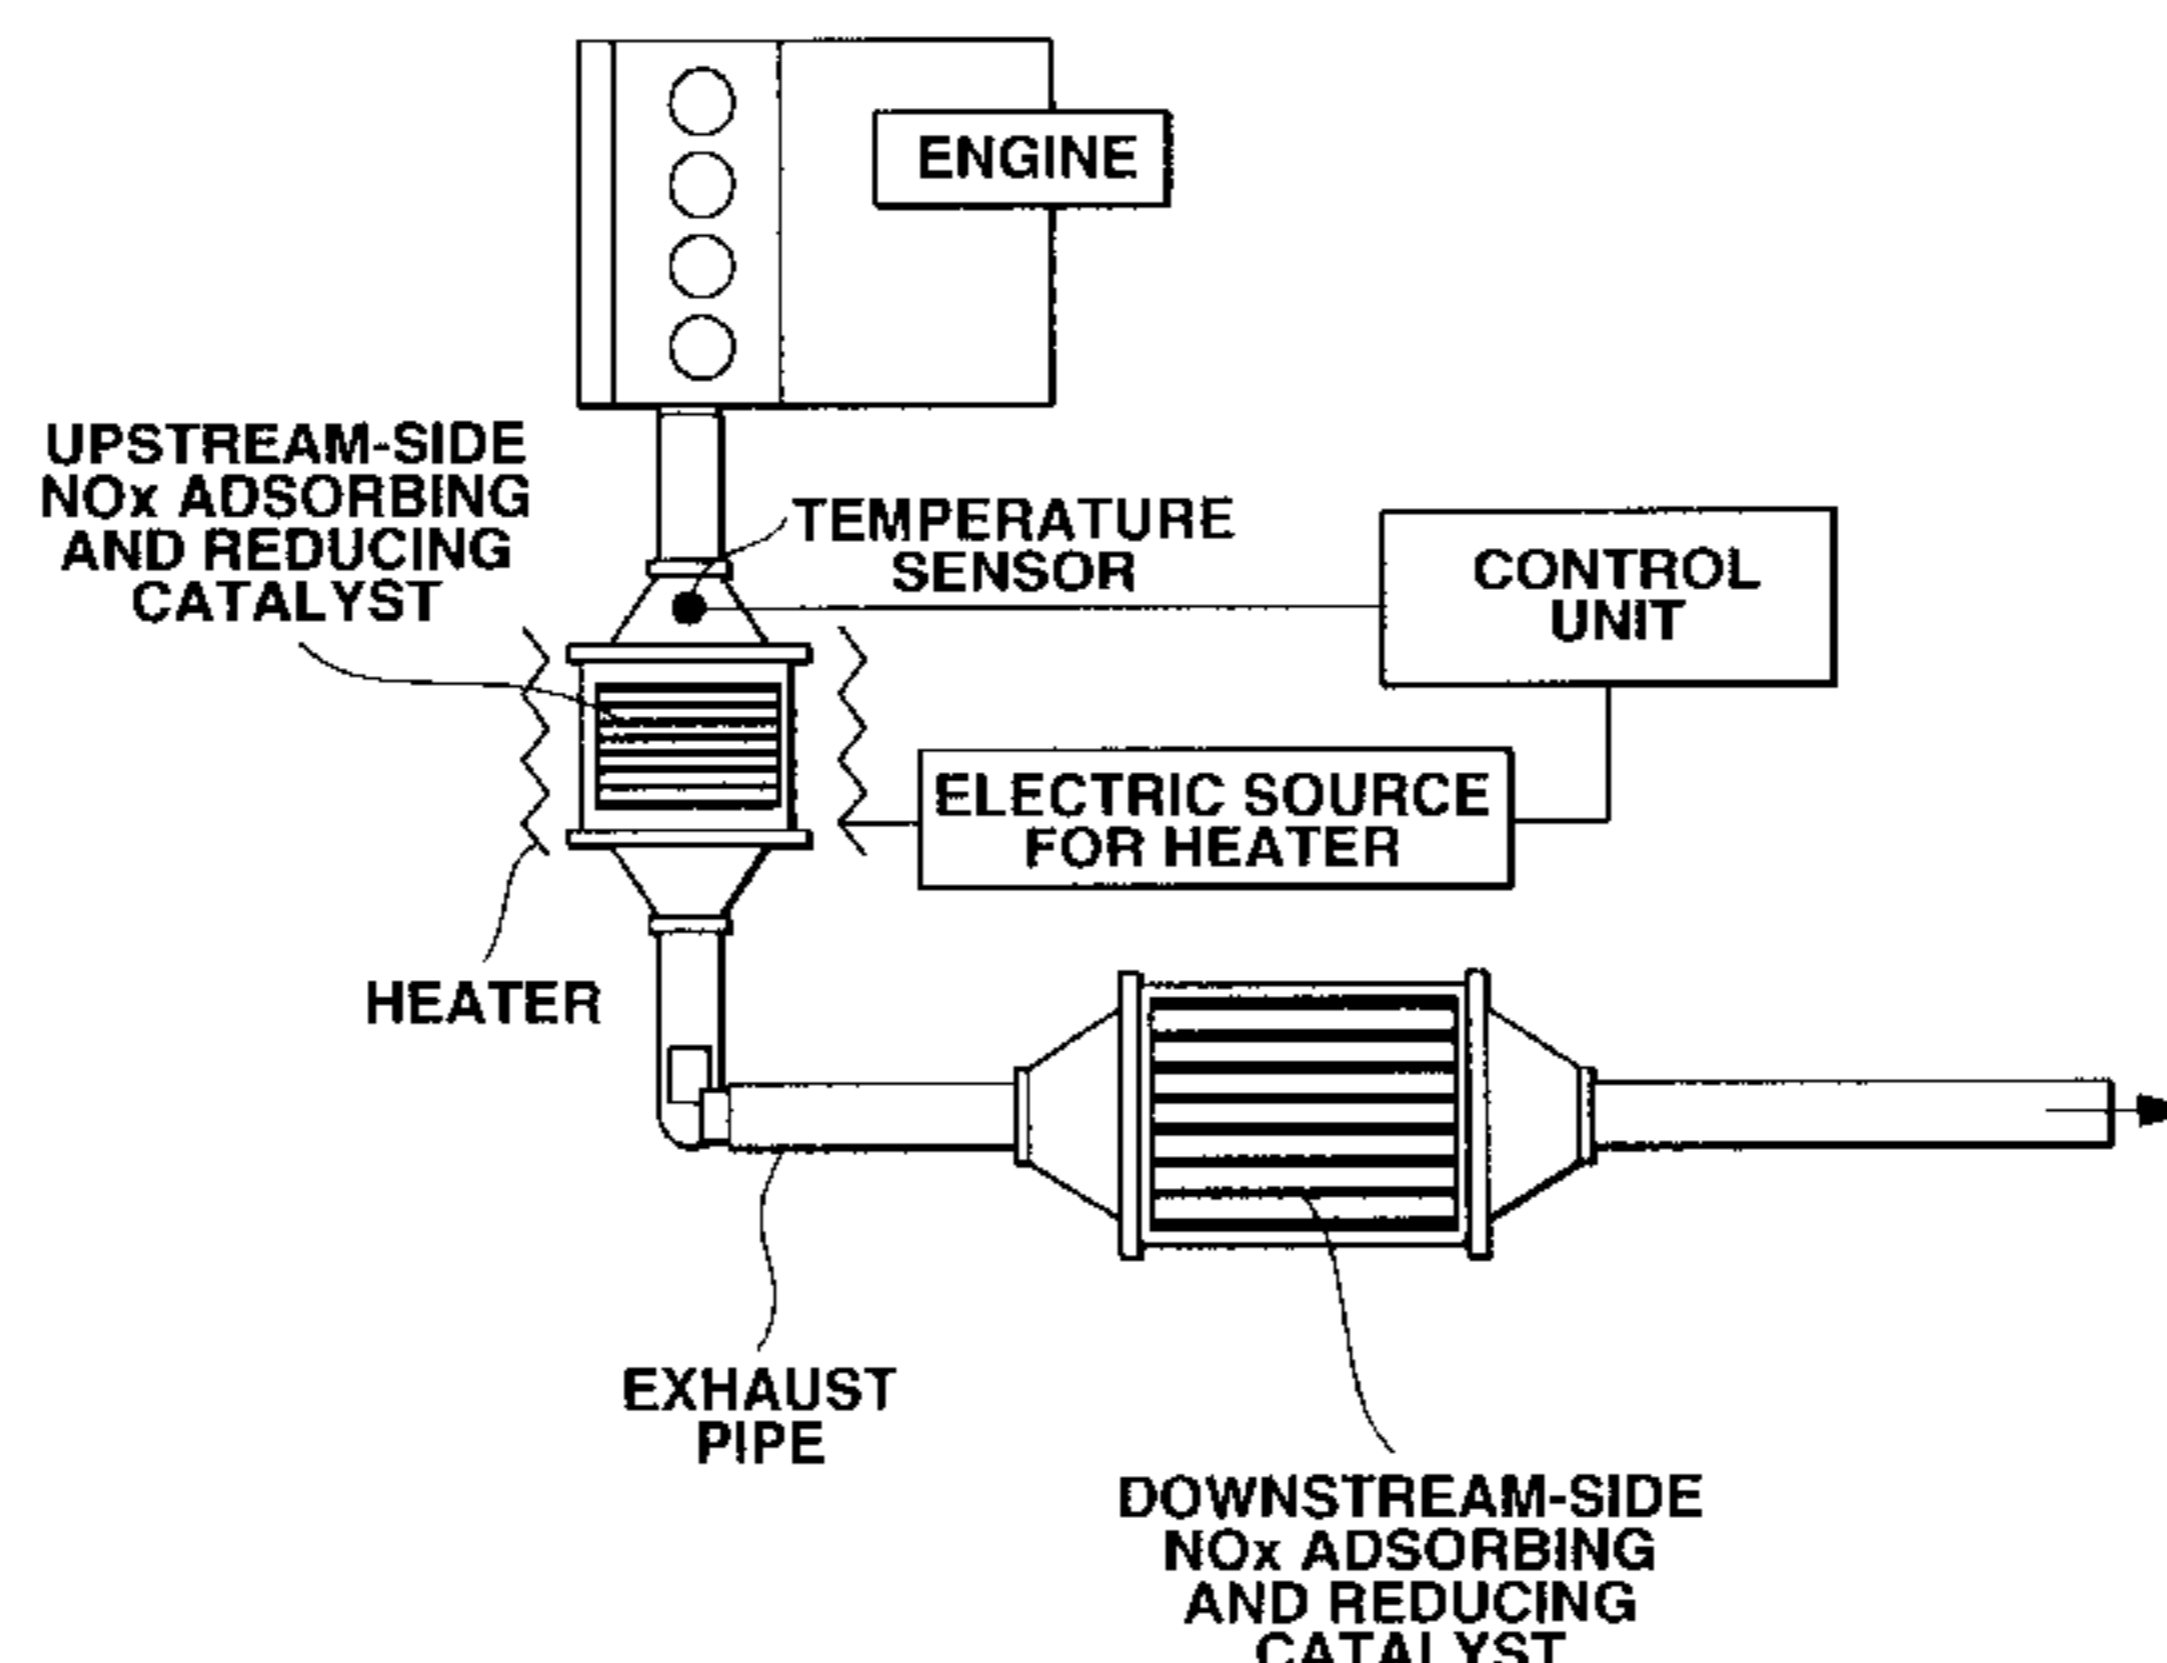 ENGINE
UPSTREAM-SIDE
NOx ADSORBING
AND REDUCING
CATALYST
TEMPERATURE
SENSOR
CONTROL
UNIT
ELECTRIC SOURCE
FOR HEATER
HEATER
EXHAUST
PIPE
DOWNSTREAM-SIDE
NOx ADSORBING
AND REDUCING
CATALYST